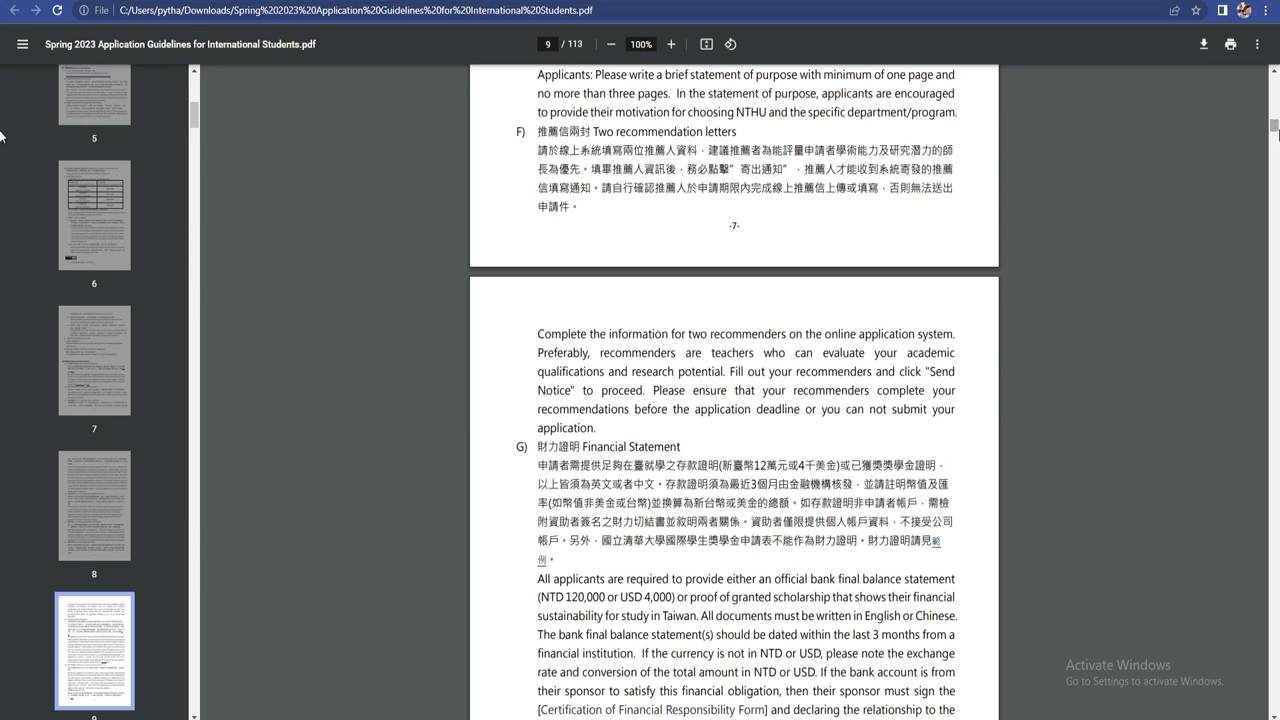 File
C:/Users/pytha/Downloads/Spring%202023%20Application%20Guidelines%20for%20International%20Students.pdf
Spring 2023 Application Guidelines for International Students.pdf
9 / 113
100%
5
6
7
8
9
Applicants: Please write a brief statement of purpose with minimum of one page and
no more than three pages. In the statement of purpose, applicants are encouraged
to provide their motivation for choosing NTHU and the specific department/program.
F) 推薦信兩封 Two recommendation letters
請於線上系統填寫兩位推薦人資料，建議推薦者為能評量申請者學術能力及研究潛力的師
長為優先。填畢推薦人資訊後，務必點擊"寄出通知"，推薦人才能收到系統寄發的推薦
函填寫通知。請自行確認推薦人於申請期限內完成線上推薦信上傳或填寫，否則無法送出
申請件。
-7-
Complete the information for two recommenders in the online application system.
Preferably, recommenders are teachers who can evaluate your academic
qualifications and research potential. Fill out your recommenders and click "Send
notice" to proceed. Please ensure that your recommenders complete your
recommendations before the application deadline or you can not submit your
application.
G) 財力證明 Financial Statement
申請者需提供足夠在臺就學之存款證明(新臺幣12萬元或4千美金)或已獲獎獎學金證明，
以上皆須為英文或者中文。存款證明須為最近3個月由金融機構核發，並請註明幣值及匯
率(如幣值非美金或台幣)並換算為新台幣或美金的總額。如存款證明非申請者帳戶，需檢
附資助者簽名之財力切結書並敘明與申請者關係。資助者僅能提供個人帳戶資料，不接受公司
帳戶。另外，國立清華大學國際學生獎學金申請表不能作為財力證明。財力證明請見範
例。
All applicants are required to provide either an official bank final balance statement
(NTD 120,000 or USD 4,000) or proof of granted scholarship that shows their financial
sustainability for study in Taiwan, and both should be written in English or Chinese
The bank final balance statement(s) should be dated within the last 3 months from a
financial institution. If the currency is not in NTD or USD, please note the exchange
rate and conversion of the total amount in NTD or USD. If the bank account is from
their sponsor to satisfy this financial obligation, then their sponsor must sign the
[Certification of Financial Responsibility Form] and declaring the relationship to the
Activate Windows
Go to Settings to activate Windows.